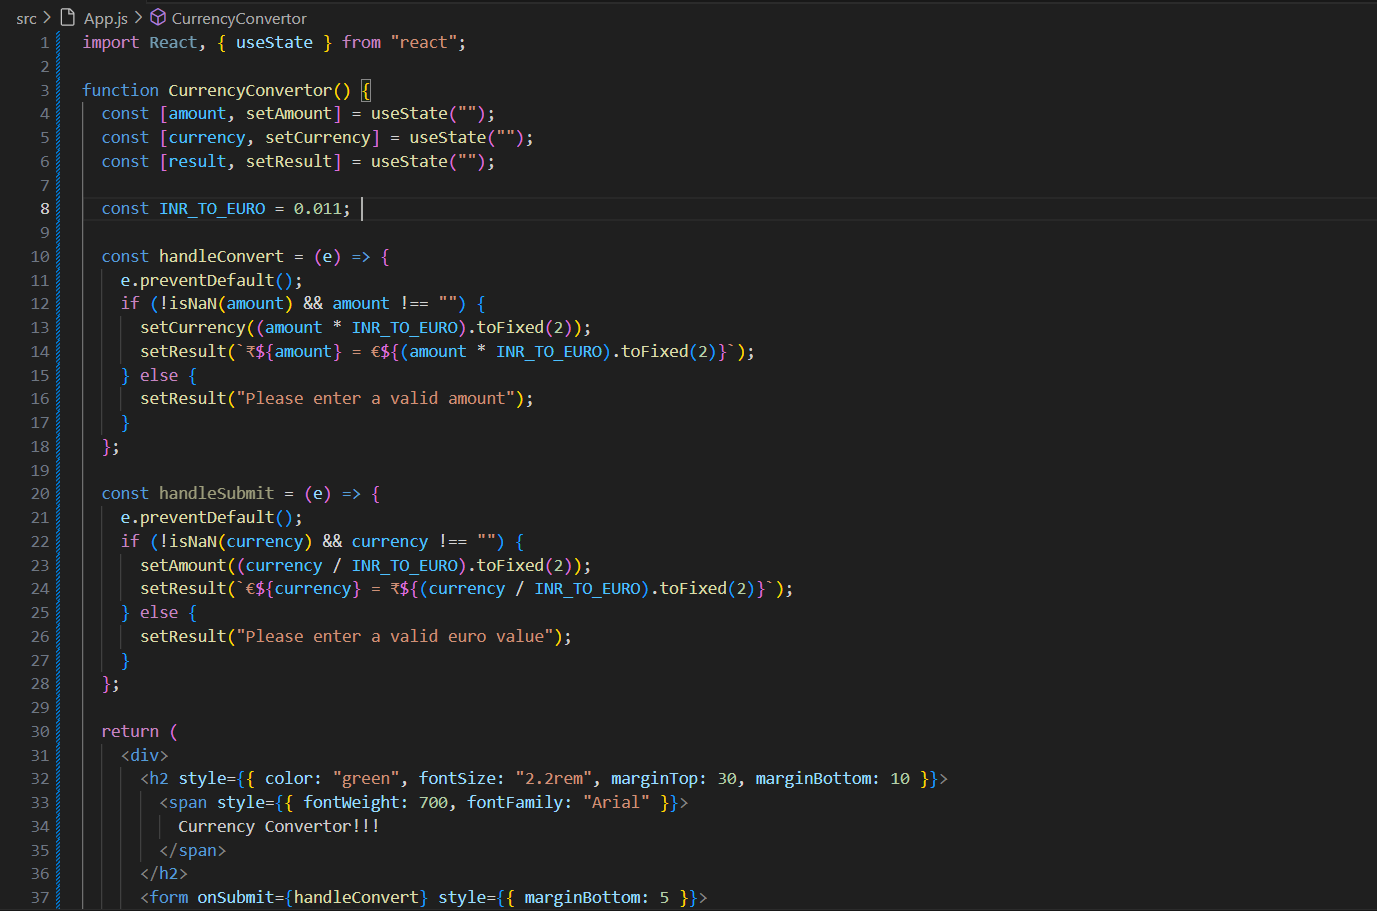 src > App.js > CurrencyConvertor
1 import React, { useState } from "react";
2
3 function CurrencyConvertor() {
4   const [amount, setAmount] = useState("");
5   const [currency, setCurrency] = useState("");
6   const [result, setResult] = useState("");
7
8   const INR_TO_EURO = 0.011;
9
10   const handleConvert = (e) => {
11     e.preventDefault();
12     if (!isNaN(amount) && amount !== "") {
13       setCurrency((amount * INR_TO_EURO).toFixed(2));
14       setResult(`₹${amount} = €${(amount * INR_TO_EURO).toFixed(2)}`);
15     } else {
16       setResult("Please enter a valid amount");
17     }
18   };
19
20   const handleSubmit = (e) => {
21     e.preventDefault();
22     if (!isNaN(currency) && currency !== "") {
23       setAmount((currency / INR_TO_EURO).toFixed(2));
24       setResult(`€${currency} = ₹${(currency / INR_TO_EURO).toFixed(2)}`);
25     } else {
26       setResult("Please enter a valid euro value");
27     }
28   };
29
30   return (
31     <div>
32       <h2 style={{ color: "green", fontSize: "2.2rem", marginTop: 30, marginBottom: 10 }}>
33         <span style={{ fontWeight: 700, fontFamily: "Arial" }}>
34           Currency Convertor!!!
35         </span>
36       </h2>
37       <form onSubmit={handleConvert} style={{ marginBottom: 5 }}>